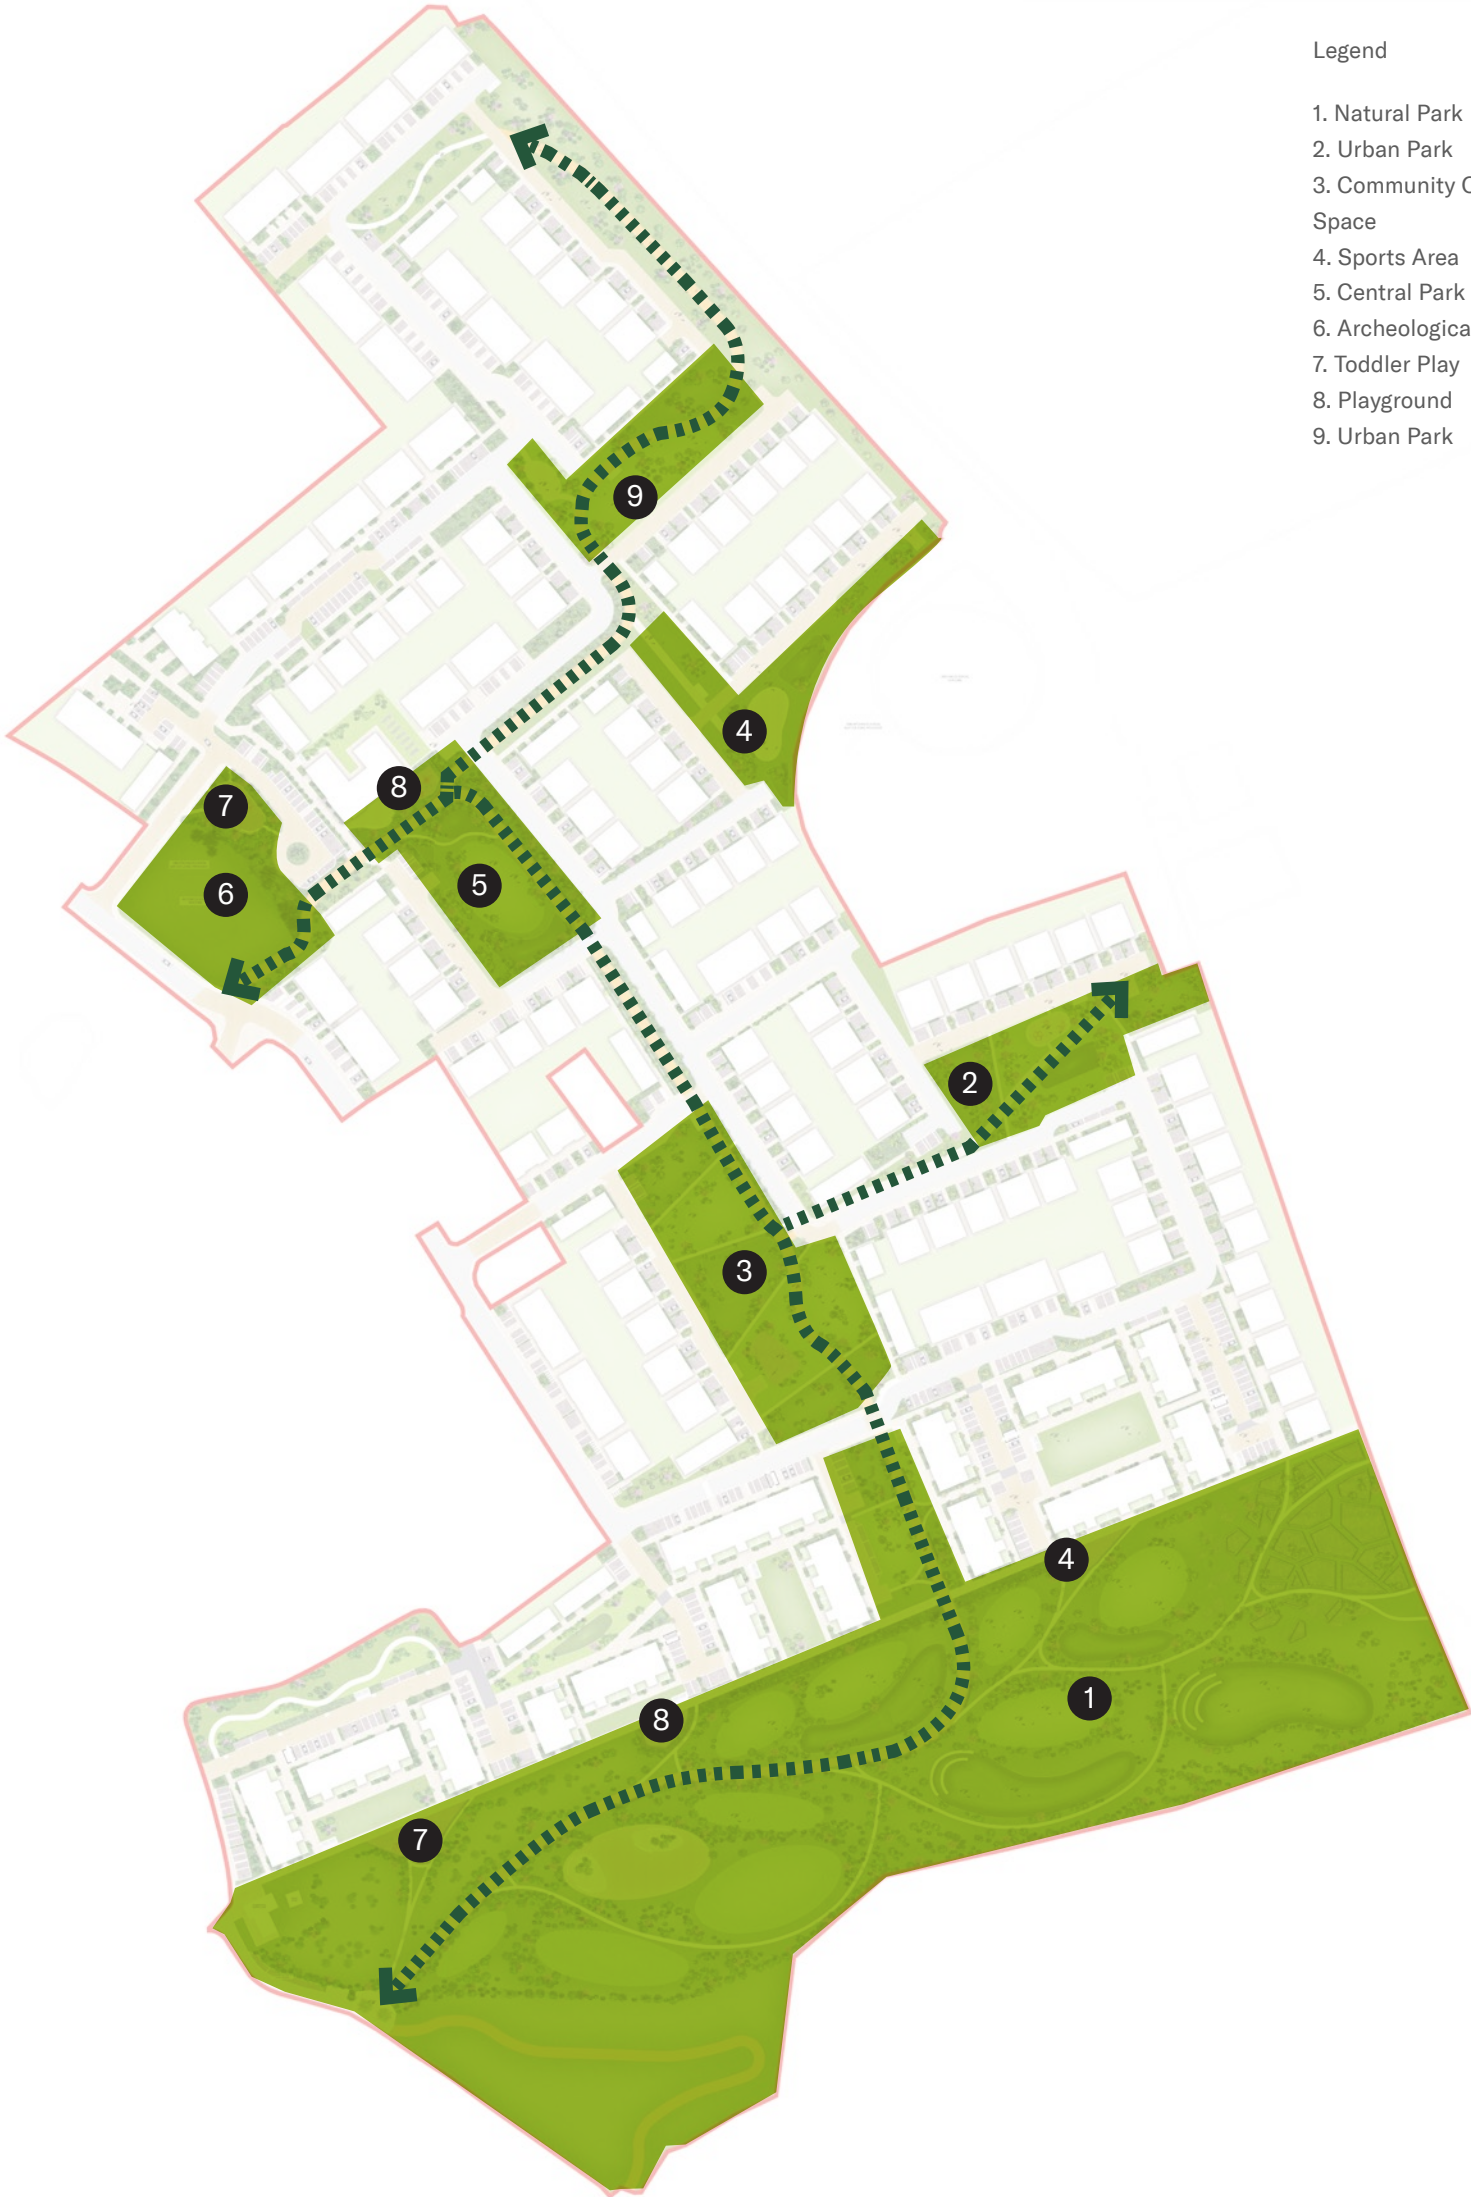 Legend
1. Natural Park
2. Urban Park
3. Community
Space
4. Sports Area
5. Central Park
6.
7. Toddler Play
8. Playground
9. Urban Park
9
4
8
7
5
6
2
3
4
1
8
7